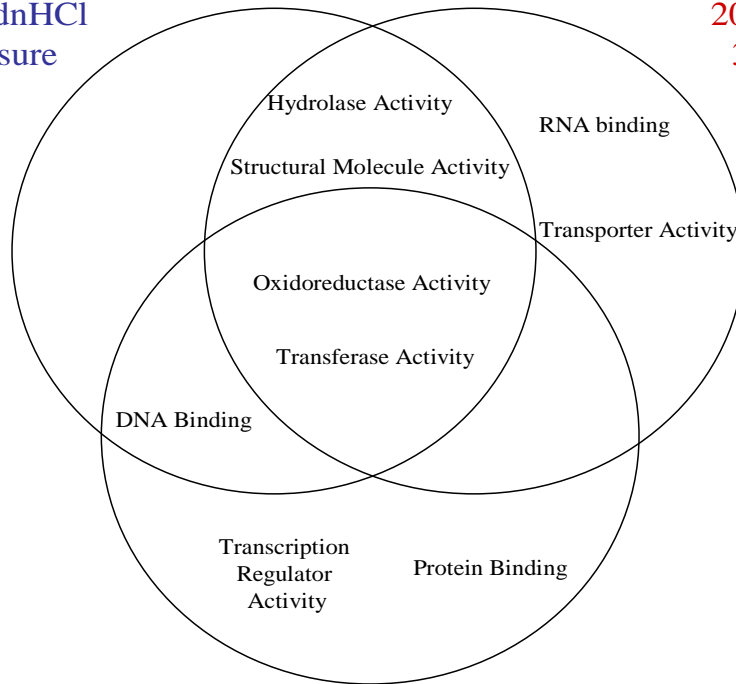 dnHCl
sure
20
3
Hydrolase Activity
RNA binding
Structural Molecule Activity
Transporter Activity
Oxidoreductase Activity
Transferase Activity
DNA Binding
Transcription
Regulator
Activity
Protein Binding